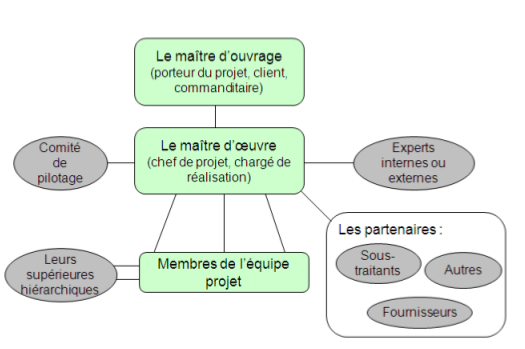 Le maître d'ouvrage
(porteur du projet, client,
commanditaire)
Comité
de
pilotage
Le maître d'œuvre
(chef de projet, chargé de
réalisation)
Experts
internes ou
externes
Leurs
supérieures
hiérarchiques
Membres de l'équipe
projet
Les partenaires :
Sous-
traitants
Autres
Fournisseurs